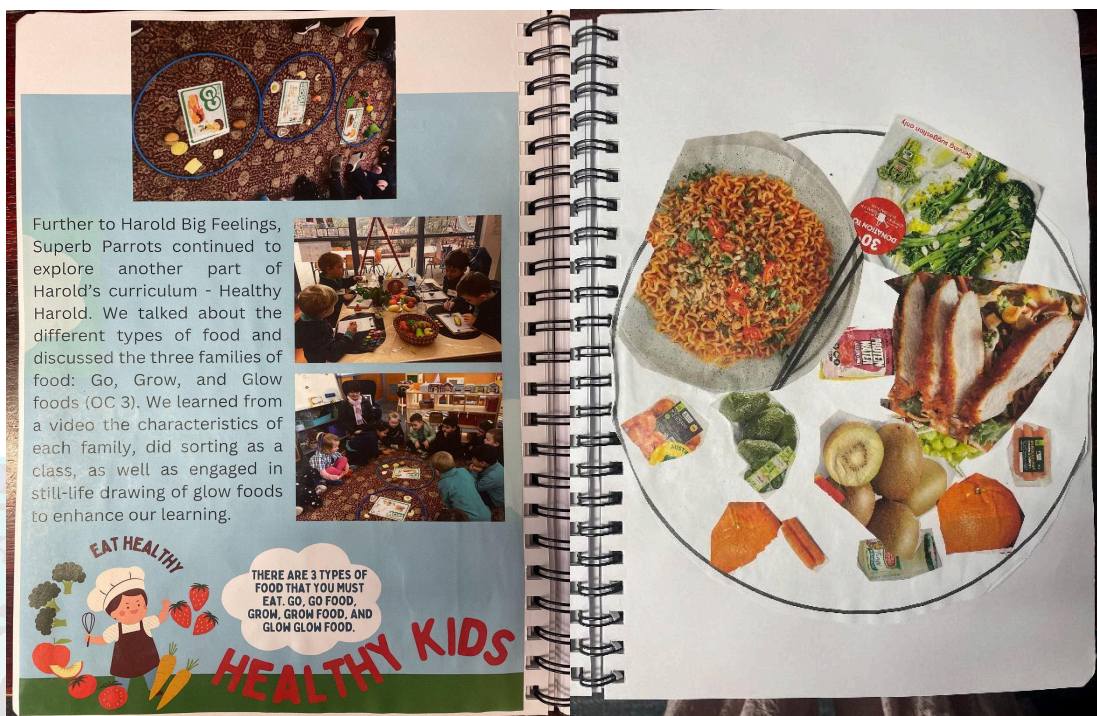 GO
Further to Harold Big Feelings,
Superb Parrots continued to
explore another part of
Harold's curriculum - Healthy
Harold. We talked about the
different types of food and
discussed the three families of
food: Go, Grow, and Glow
foods (OC 3). We learned from
a video the characteristics of
each family, did sorting as a
class, as well as engaged in
still-life drawing of glow foods
to enhance our learning.
EAT HEALTHY
THERE ARE 3 TYPES OF
FOOD THAT YOU MUST
EAT. GO, GO FOOD,
GROW, GROW FOOD, AND
GLOW GLOW FOOD.
HEALTHY KIDS
Serving suggestion only
30
DONATION TO